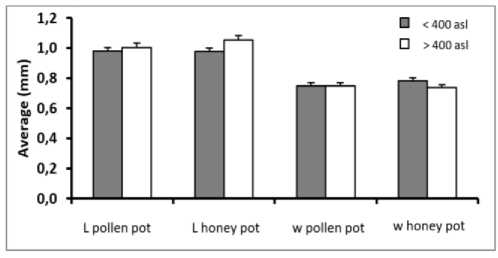 1,2
1,0
0,8
0,6
0,4
0,2
0,0
Average (mm)
< 400 asl
> 400 asl
L pollen pot L honey pot w pollen pot w honey pot